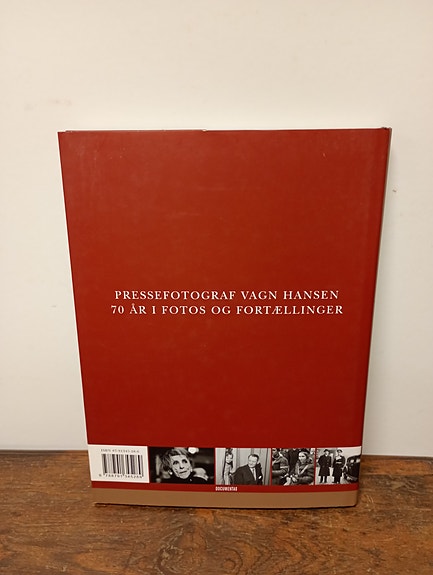 PRESSEFOTOGRAF VAGN HANSEN
70 ÅR I FOTOS OG FORTÆLLINGER
DOCUMENTAS